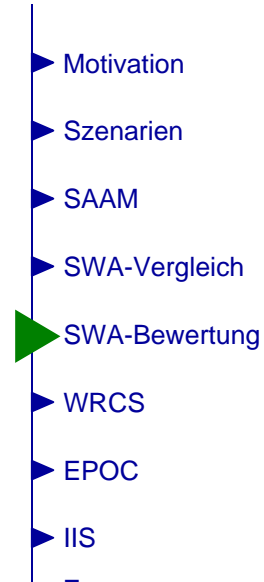 Motivation
Szenarien
SAAM
SWA-Vergleich
SWA-Bewertung
WRCS
EPOC
IIS